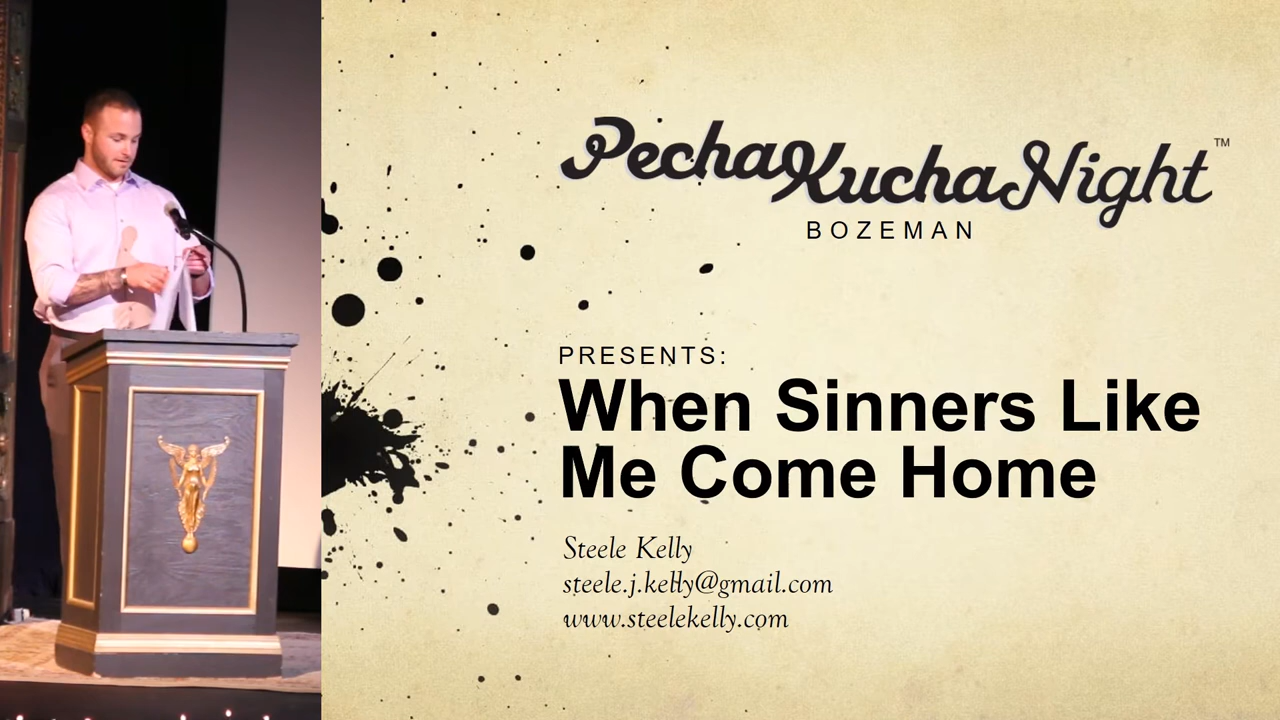 PechaKuchaNight™
BOZEMAN
PRESENTS:
When Sinners Like
Me Come Home
Steele Kelly
steele.j.kelly@gmail.com
www.steelekelly.com